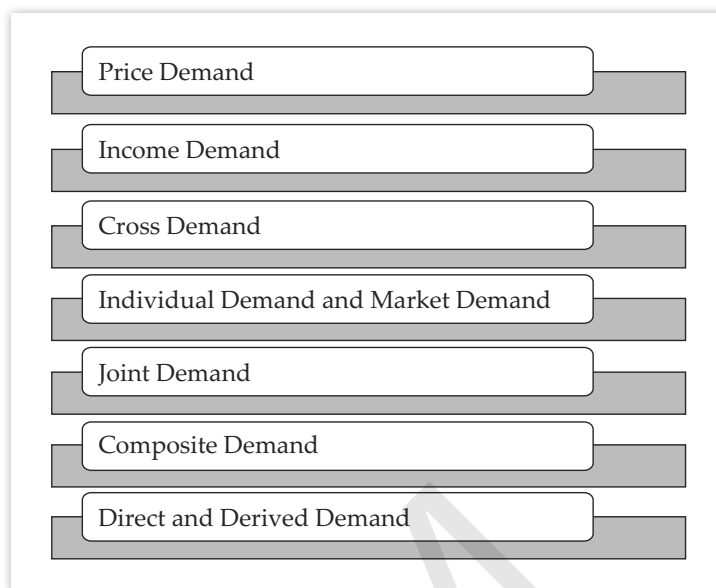 Price Demand
Income Demand
Cross Demand
Individual Demand and Market Demand
Joint Demand
Composite Demand
Direct and Derived Demand